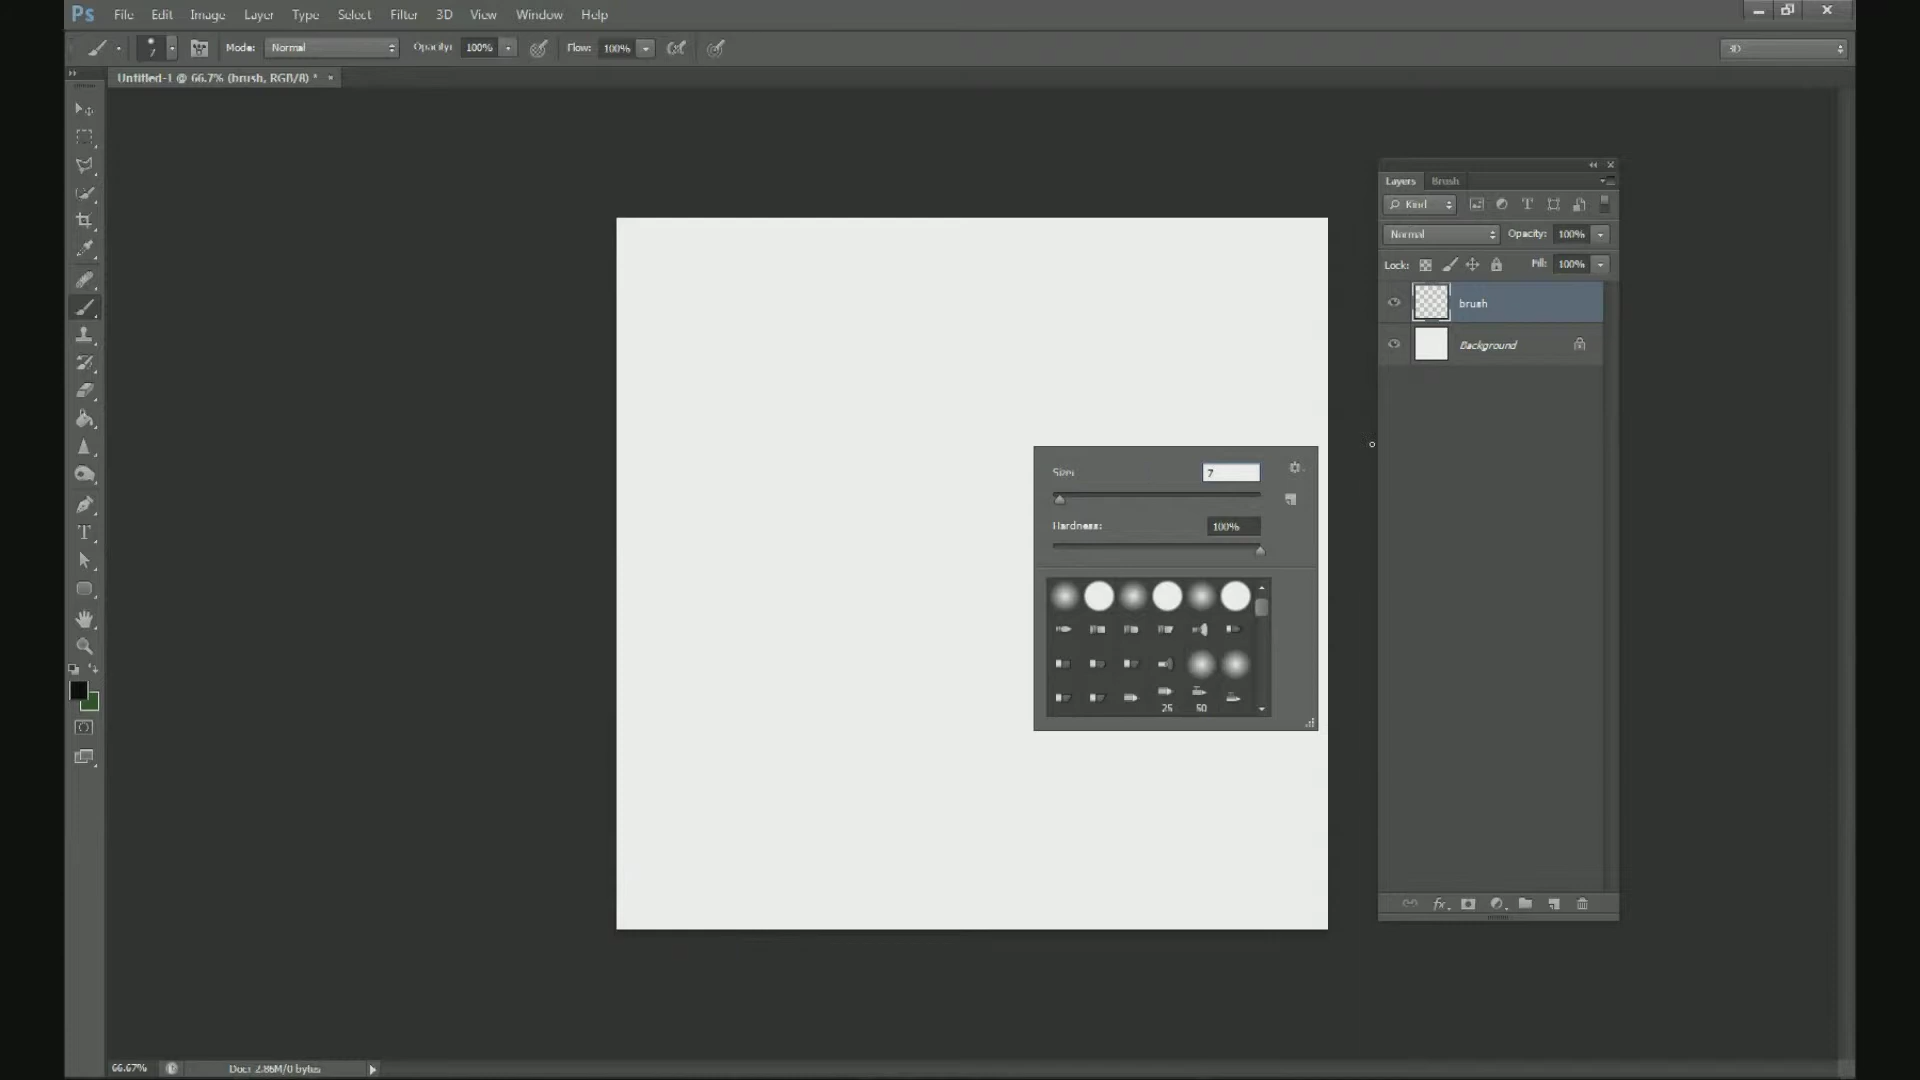 Ps File Edit Image Layer Type Select Filter 3D View Window Help
7 Mode: Normal Opacity: 100% Flow: 100% 3D
Untitled-1 @ 66.7% (brush, RGB/8) * ×
Layers Brush
Kind
Normal Opacity: 100%
Lock: Fill: 100%
brush
Background
Size: 7
Hardness: 100%
25 50
66.67% Doc: 2.86M/0 bytes